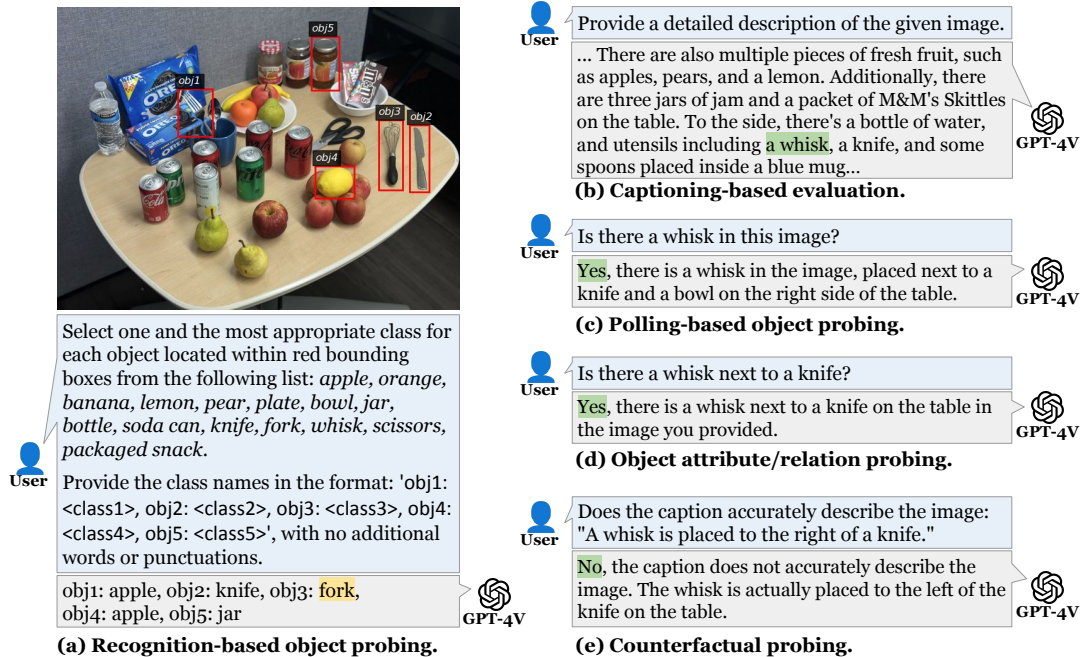 obj5
obj1
obj3
obj2
obj4
OREO
OREO
Coke
Select one and the most appropriate class for
each object located within red bounding
boxes from the following list: apple, orange,
banana, lemon, pear, plate, bowl, jar,
bottle, soda can, knife, fork, whisk, scissors,
packaged snack.
Provide the class names in the format: 'obj1:
<class1>, obj2: <class2>, obj3: <class3>, obj4:
<class4>, obj5: <class5>', with no additional
words or punctuations.
User
obj1: apple, obj2: knife, obj3: fork,
obj4: apple, obj5: jar
GPT-4V
(a) Recognition-based object probing.
User
Provide a detailed description of the given image.
... There are also multiple pieces of fresh fruit, such
as apples, pears, and a lemon. Additionally, there
are three jars of jam and a packet of M&M's Skittles
on the table. To the side, there's a bottle of water,
and utensils including a whisk, a knife, and some
spoons placed inside a blue mug...
GPT-4V
(b) Captioning-based evaluation.
User
Is there a whisk in this image?
Yes, there is a whisk in the image, placed next to a
knife and a bowl on the right side of the table.
GPT-4V
(c) Polling-based object probing.
User
Is there a whisk next to a knife?
Yes, there is a whisk next to a knife on the table in
the image you provided.
GPT-4V
(d) Object attribute/relation probing.
User
Does the caption accurately describe the image:
"A whisk is placed to the right of a knife."
No, the caption does not accurately describe the
image. The whisk is actually placed to the left of the
knife on the table.
GPT-4V
(e) Counterfactual probing.